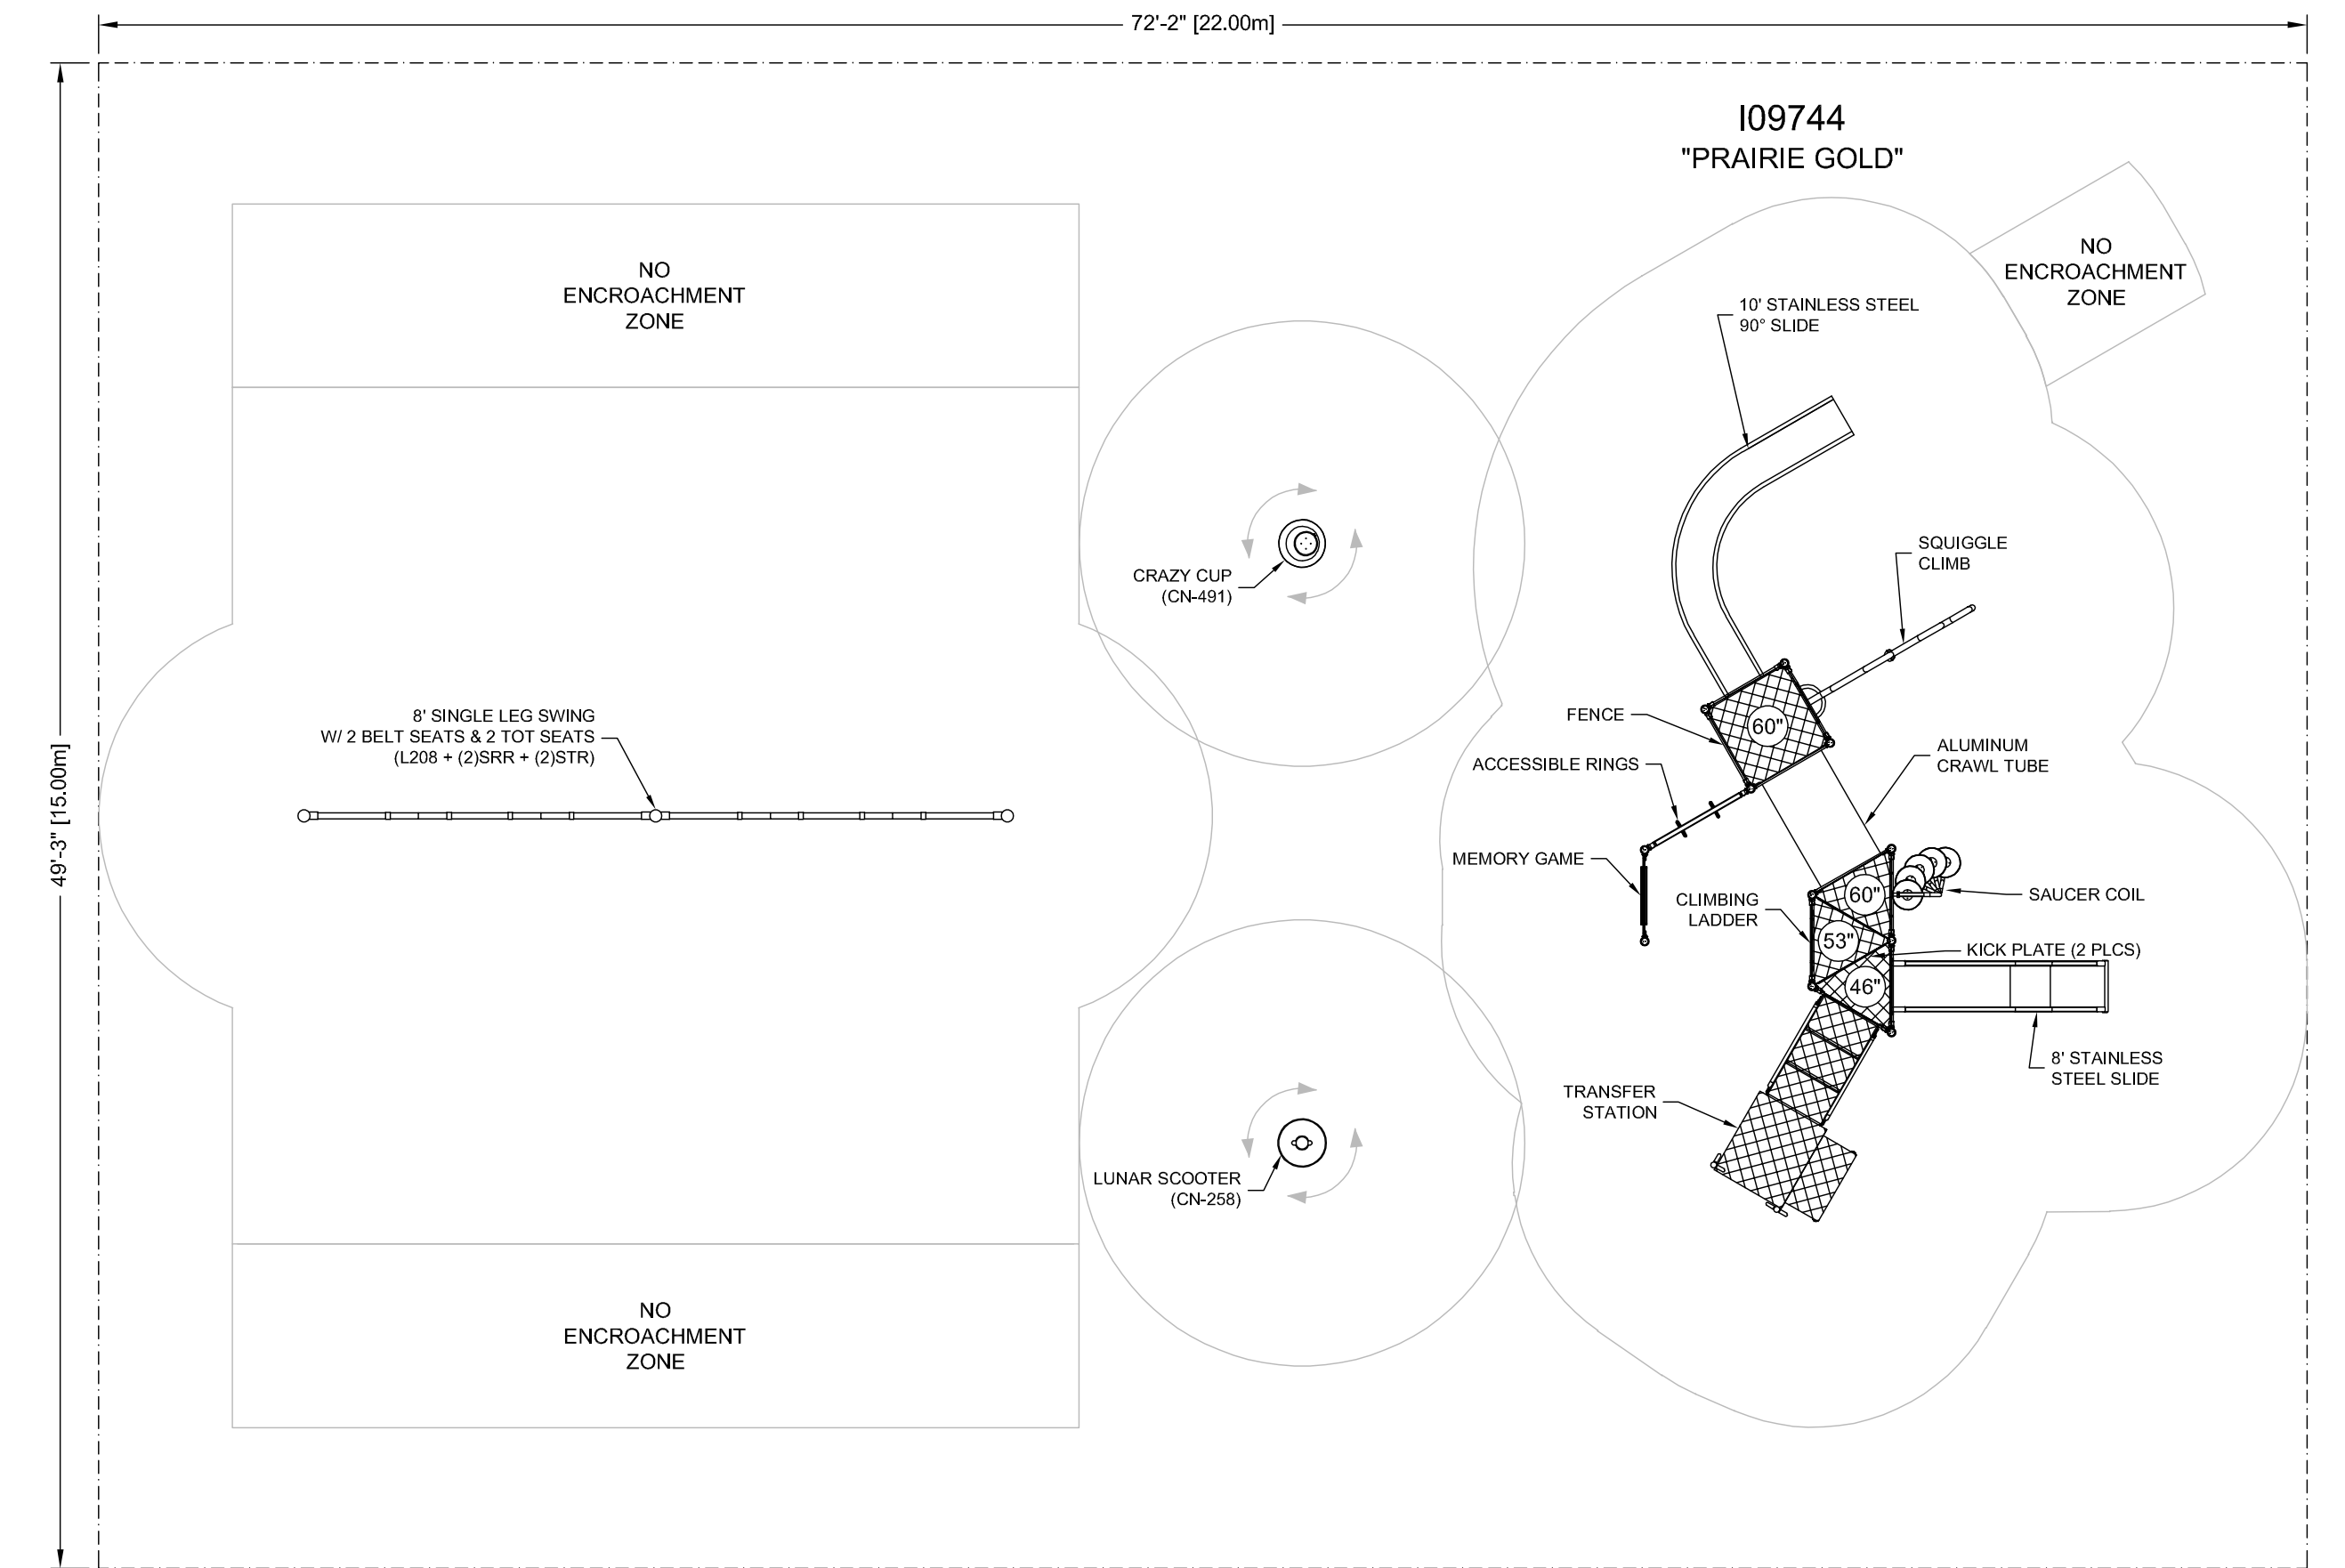 72'-2" [22.00m]
49'-3" [15.00m]
I09744
"PRAIRIE GOLD"
NO
ENCROACHMENT
ZONE
NO
ENCROACHMENT
ZONE
10' STAINLESS STEEL
90° SLIDE
CRAZY CUP
(CN-491)
SQUIGGLE
CLIMB
8' SINGLE LEG SWING
W/ 2 BELT SEATS & 2 TOT SEATS
(L208 + (2)SRR + (2)STR)
FENCE
60"
ACCESSIBLE RINGS
ALUMINUM
CRAWL TUBE
MEMORY GAME
CLIMBING
LADDER
60"
SAUCER COIL
53"
KICK PLATE (2 PLCS)
46"
8' STAINLESS
STEEL SLIDE
TRANSFER
STATION
LUNAR SCOOTER
(CN-258)
NO
ENCROACHMENT
ZONE